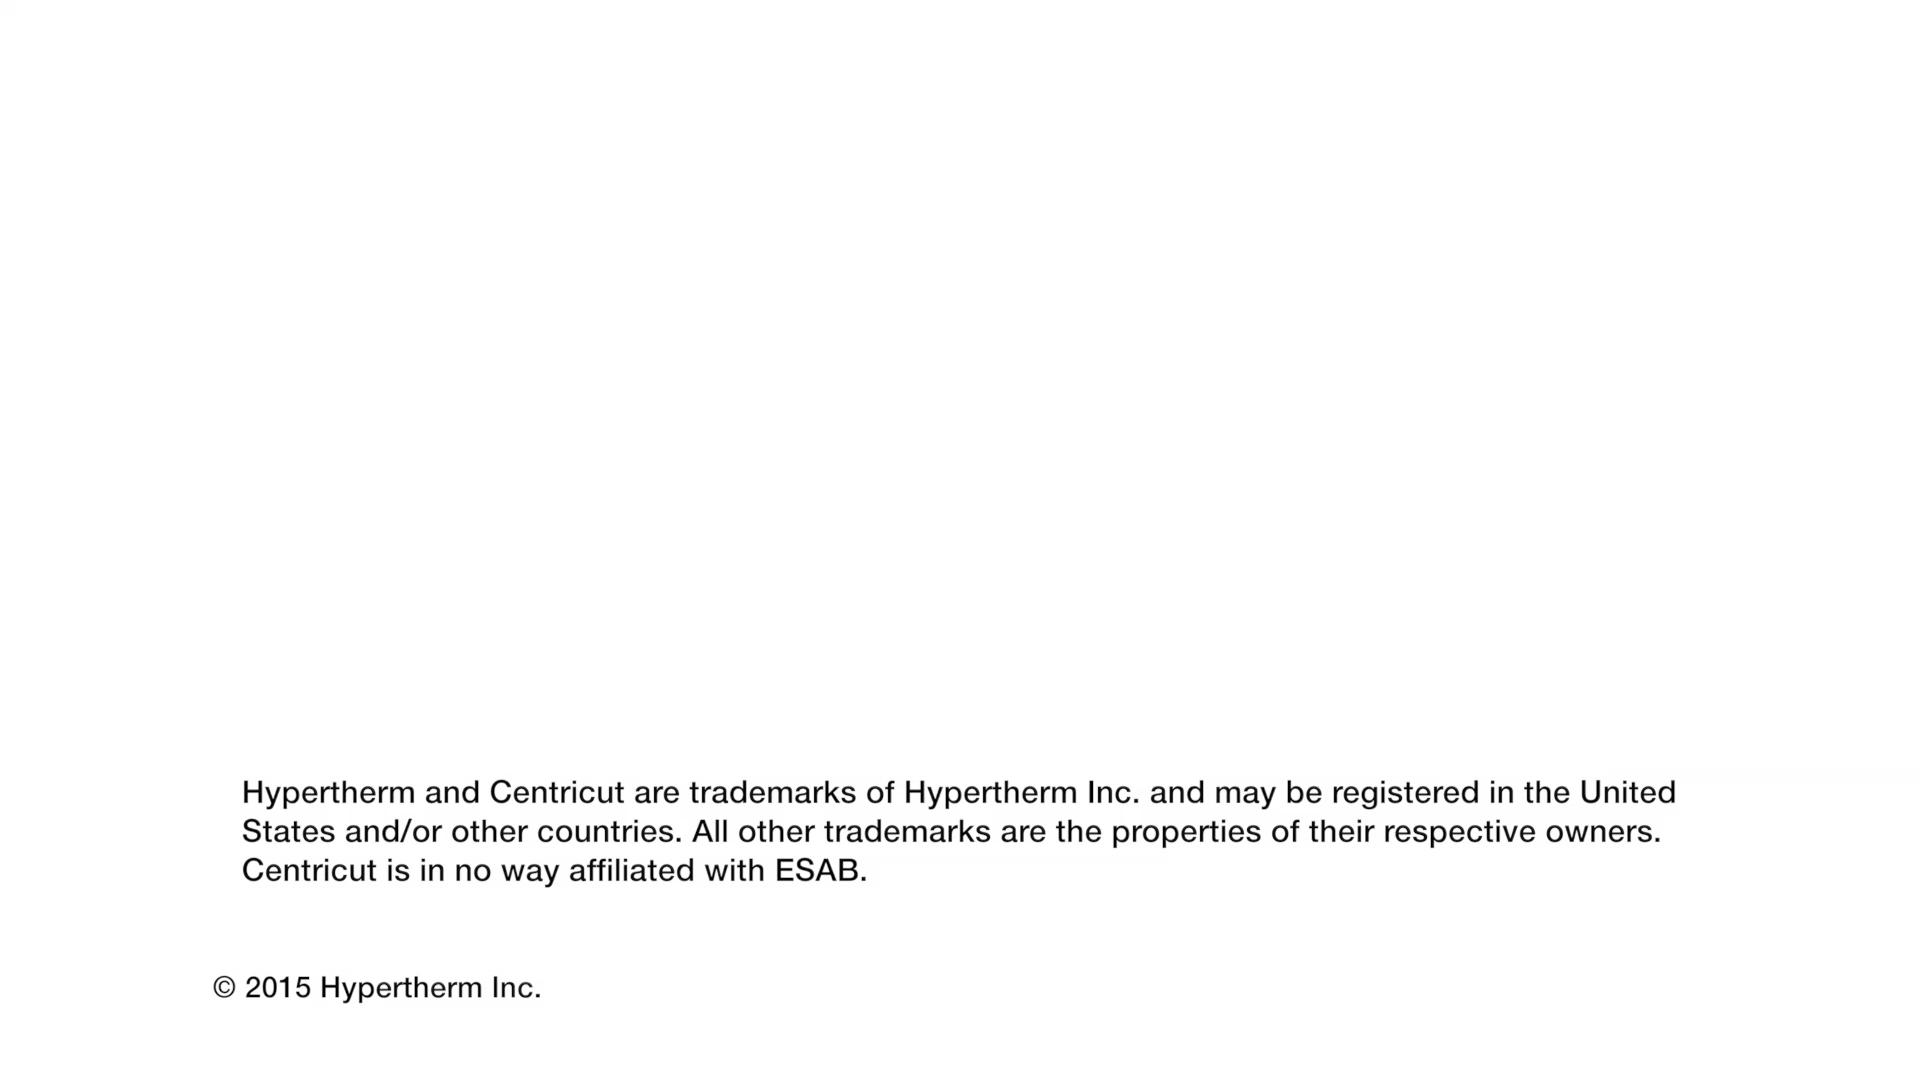 Hypertherm and Centricut are trademarks of Hypertherm Inc. and may be registered in the United
States and/or other countries. All other trademarks are the properties of their respective owners.
Centricut is in no way affiliated with ESAB.
© 2015 Hypertherm Inc.